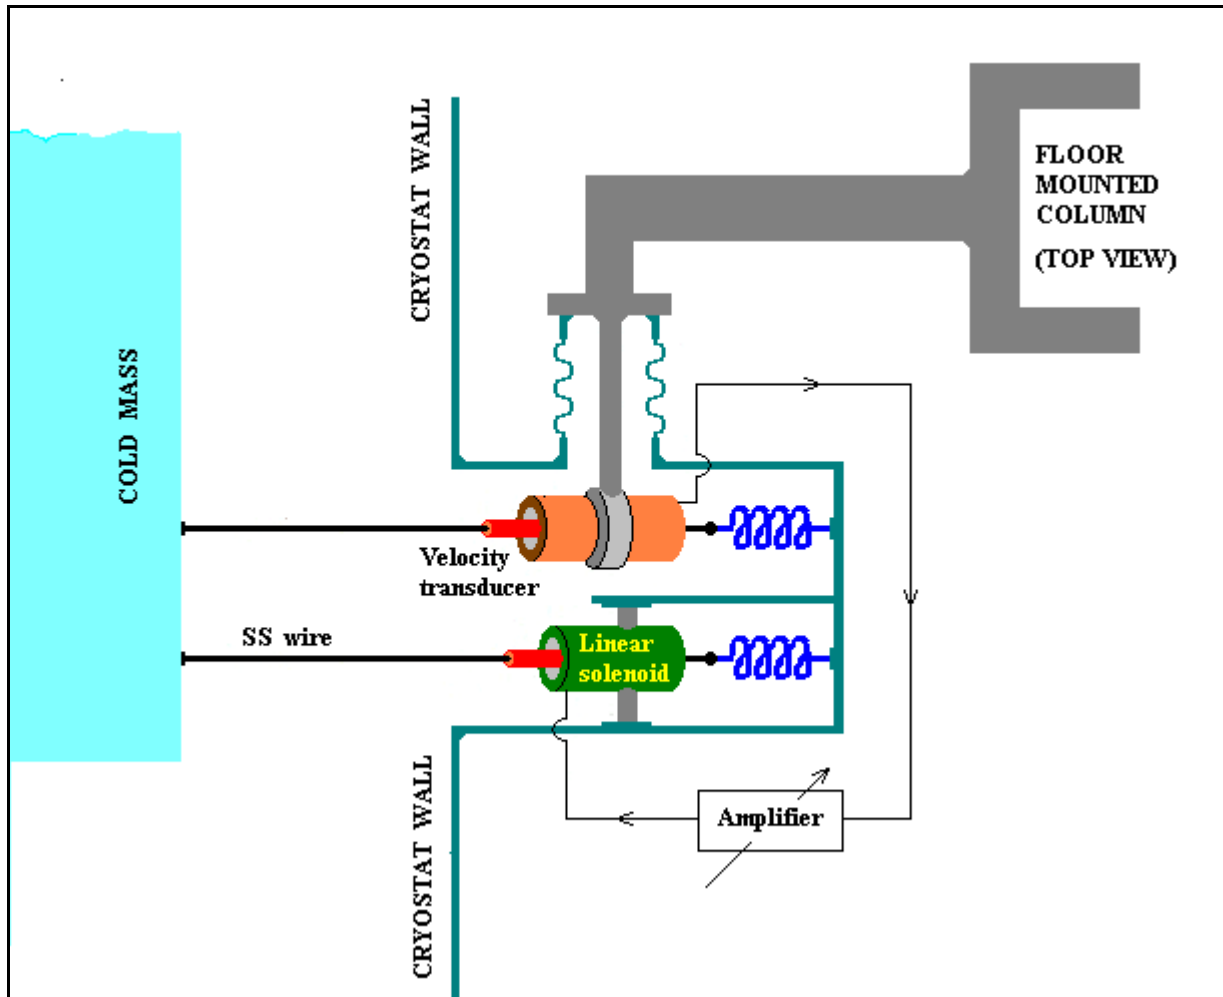 CRYOSTAT WALL
FLOOR
MOUNTED
COLUMN
(TOP VIEW)
COLD MASS
Velocity
transducer
SS wire
Linear
solenoid
CRYOSTAT WALL
Amplifier